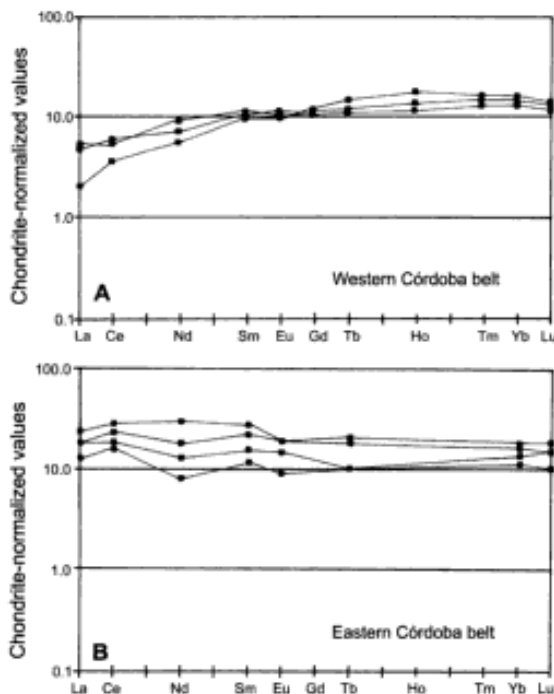 Chondrite-normalized values
100.0
10.0
1.0
0.1
A
Western Córdoba belt
La Ce Nd Sm Eu Gd Tb Ho Tm Yb Lu
Chondrite-normalized values
100.0
10.0
1.0
0.1
B
Eastern Córdoba belt
La Ce Nd Sm Eu Gd Tb Ho Tm Yb Lu